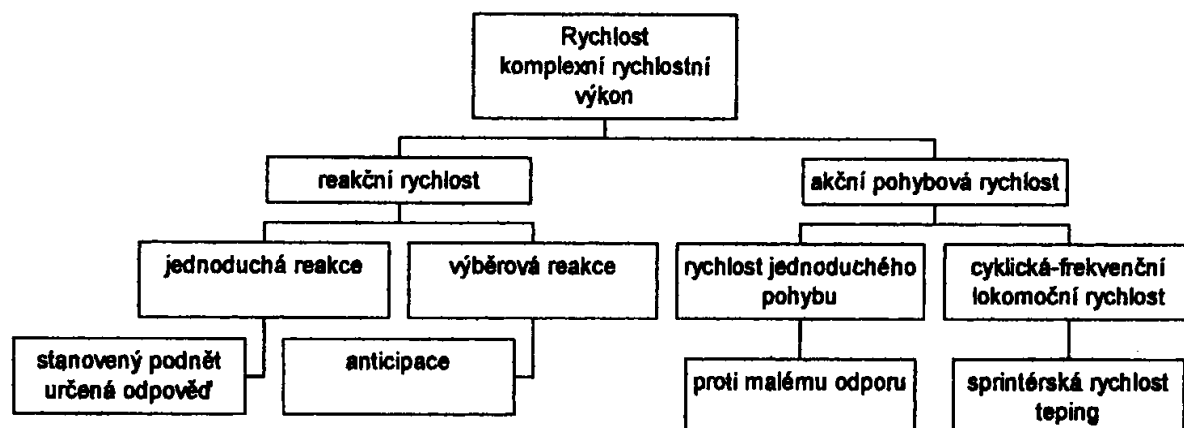 Rychlost
komplexní rychlostní
výkon
reakční rychlost
akční pohybová rychlost
jednoduchá reakce
výběrová reakce
rychlost jednoduchého
pohybu
cyklická-frekvenční
lokomoční rychlost
stanovený podnět
určená odpověď
anticipace
proti malému odporu
sprintérská rychlost
teping